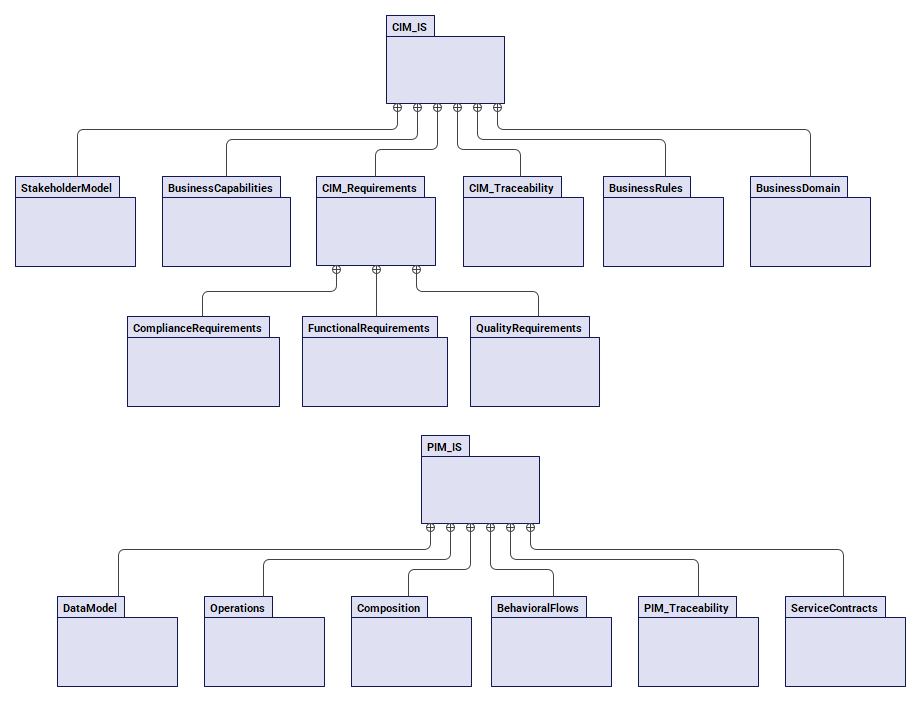 CIM_IS
StakeholderModel
BusinessCapabilities
CIM_Requirements
CIM_Traceability
BusinessRules
BusinessDomain
ComplianceRequirements
FunctionalRequirements
QualityRequirements
PIM_IS
DataModel
Operations
Composition
BehavioralFlows
PIM_Traceability
ServiceContracts